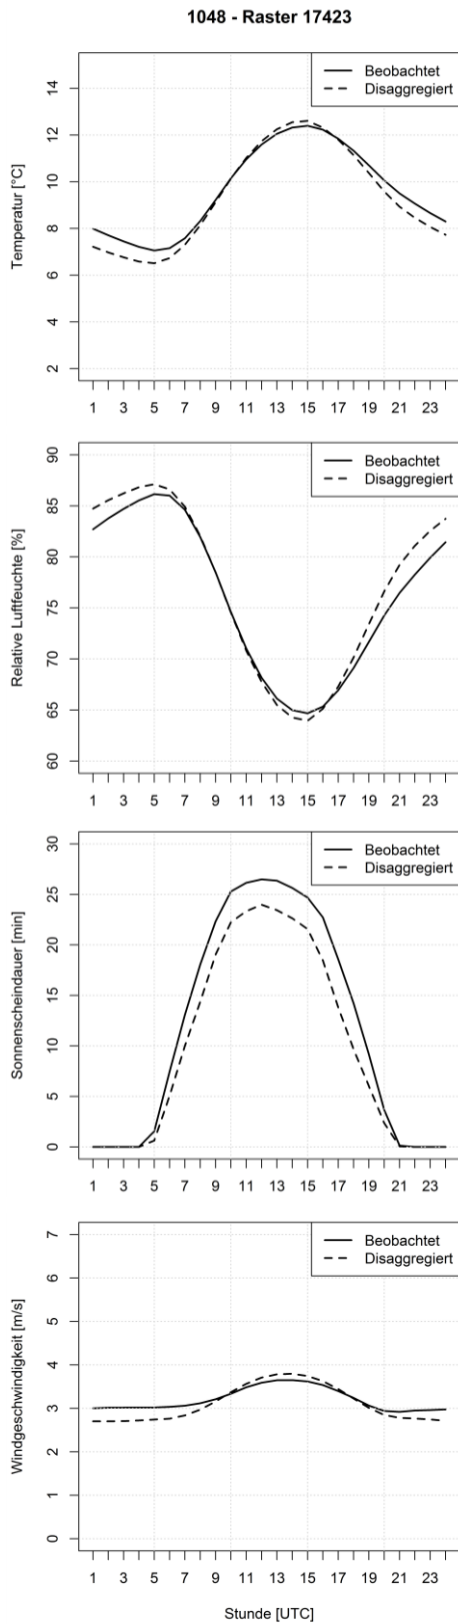 1048 - Raster 17423
Beobachtet
Disaggregiert
Temperatur [°C]
14
12
10
8
6
4
2
1 3 5 7 9 11 13 15 17 19 21 23
Beobachtet
Disaggregiert
Relative Luftfeuchte [%]
90
85
80
75
70
65
60
1 3 5 7 9 11 13 15 17 19 21 23
Beobachtet
Disaggregiert
Sonnenscheindauer [min]
30
25
20
15
10
5
0
1 3 5 7 9 11 13 15 17 19 21 23
Beobachtet
Disaggregiert
Windgeschwindigkeit [m/s]
7
6
5
4
3
2
1
0
1 3 5 7 9 11 13 15 17 19 21 23
Stunde [UTC]